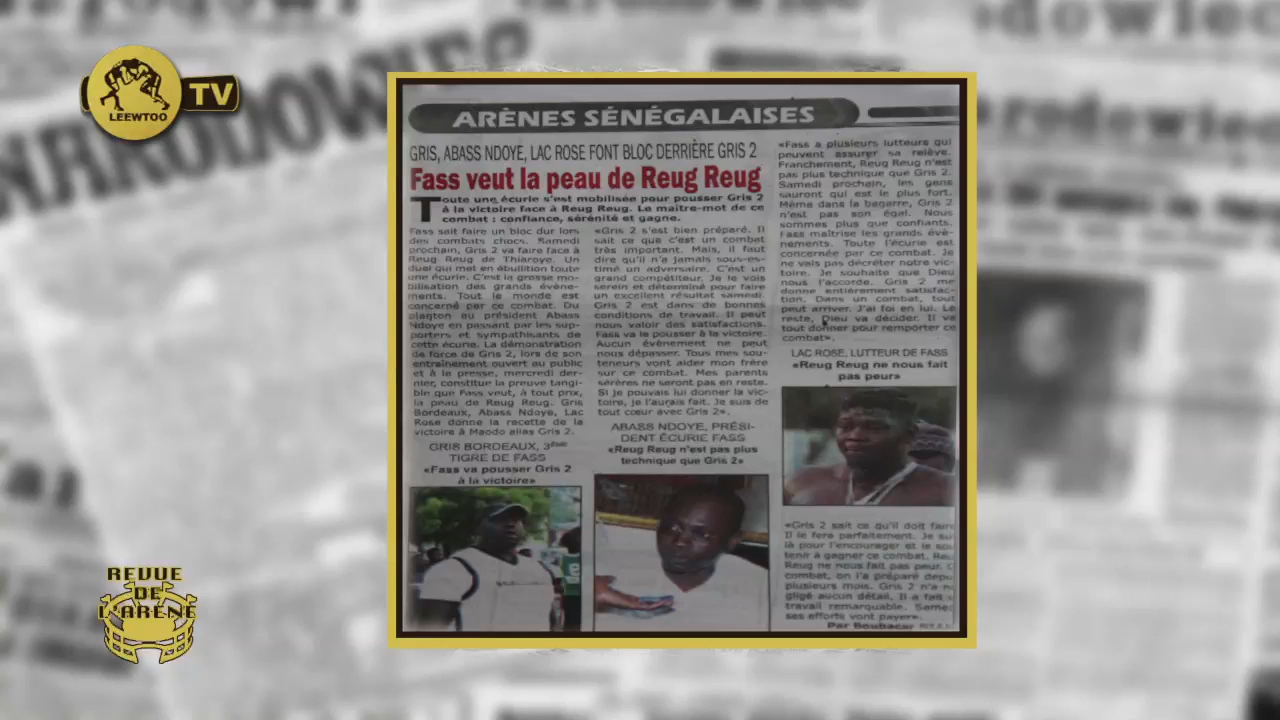 LEEWTOO
TV
ARÈNES SÉNÉGALAISES
GRIS, ABASS NDOYE, LAC ROSE FONT BLOC DERRIÈRE GRIS 2
Fass veut la peau de Reug Reug
Toute une écurie s'est mobilisée pour pousser Gris 2
à la victoire face à Reug Reug. Le maître-mot de ce
combat : confiance, sérénité et gagne.
Fass sait faire un bloc dur lors
des combats chocs. Samedi
prochain, Gris 2 va faire face à
Reug Reug de Thiaroye. Un
duel qui met en ébullition toute
une écurie. C'est la grosse mo-
bilisation des grands évène-
ments. Tout le monde est
concerné par ce combat. Du
planton au président Abass
Ndoye en passant par les sup-
porters et sympathisants de
cette écurie. La démonstration
de force de Gris 2, lors de son
entraînement ouvert au public
et à la presse, mercredi der-
nier, constitue la preuve tangi-
ble que Fass veut, à tout prix,
la peau de Reug Reug. Gris
Bordeaux, Abass Ndoye, Lac
Rose donne la recette de la
victoire à Maodo alias Gris 2.
GRIS BORDEAUX, 3ème
TIGRE DE FASS
«Fass va pousser Gris 2
à la victoire»
«Gris 2 s'est bien préparé. Il
sait ce que c'est un combat
très important. Mais, il faut
dire qu'il n'a jamais sous-es-
timé un adversaire. C'est un
grand compétiteur. Je le vois
serein et déterminé pour faire
un excellent résultat samedi.
Gris 2 est dans de bonnes
conditions de travail. Il peut
nous valoir des satisfactions.
Fass va le pousser à la victoire.
Aucun évènement ne peut
nous dépasser. Tous mes sou-
teneurs vont aider mon frère
sur ce combat. Mes parents
sérères ne seront pas en reste.
Si je pouvais lui donner la vic-
toire, je l'aurais fait. Je suis de
tout cœur avec Gris 2».
ABASS NDOYE, PRÉSI-
DENT ÉCURIE FASS
«Reug Reug n'est pas plus
technique que Gris 2»
«Fass a plusieurs lutteurs qui
peuvent assurer sa relève.
Franchement, Reug Reug n'est
pas plus technique que Gris 2.
Samedi prochain, les gens
sauront qui est le plus fort.
Même dans la bagarre, Gris 2
n'est pas son égal. Nous
sommes plus que confiants.
Fass maîtrise les grands évè-
nements. Toute l'écurie est
concernée par ce combat. Je
ne vais pas décréter notre vic-
toire. Je souhaite que Dieu
nous l'accorde. Gris 2 me
donne entièrement satisfac-
tion. Dans un combat, tout
peut arriver. J'ai foi en lui. Le
reste, Dieu va décider. Il va
tout donner pour remporter ce
combat».
LAC ROSE, LUTTEUR DE FASS
«Reug Reug ne nous fait
pas peur»
«Gris 2 sait ce qu'il doit faire
Il le fera parfaitement. Je su
là pour l'encourager et le sou
tenir à gagner ce combat. Reu
Reug ne nous fait pas peur. C
combat, on l'a préparé depu
plusieurs mois. Gris 2 n'a n
gligé aucun détail. Il a fait u
travail remarquable. Same
ses efforts vont payer».
Par Boubacar
REVUE
DE
L'ARÈNE